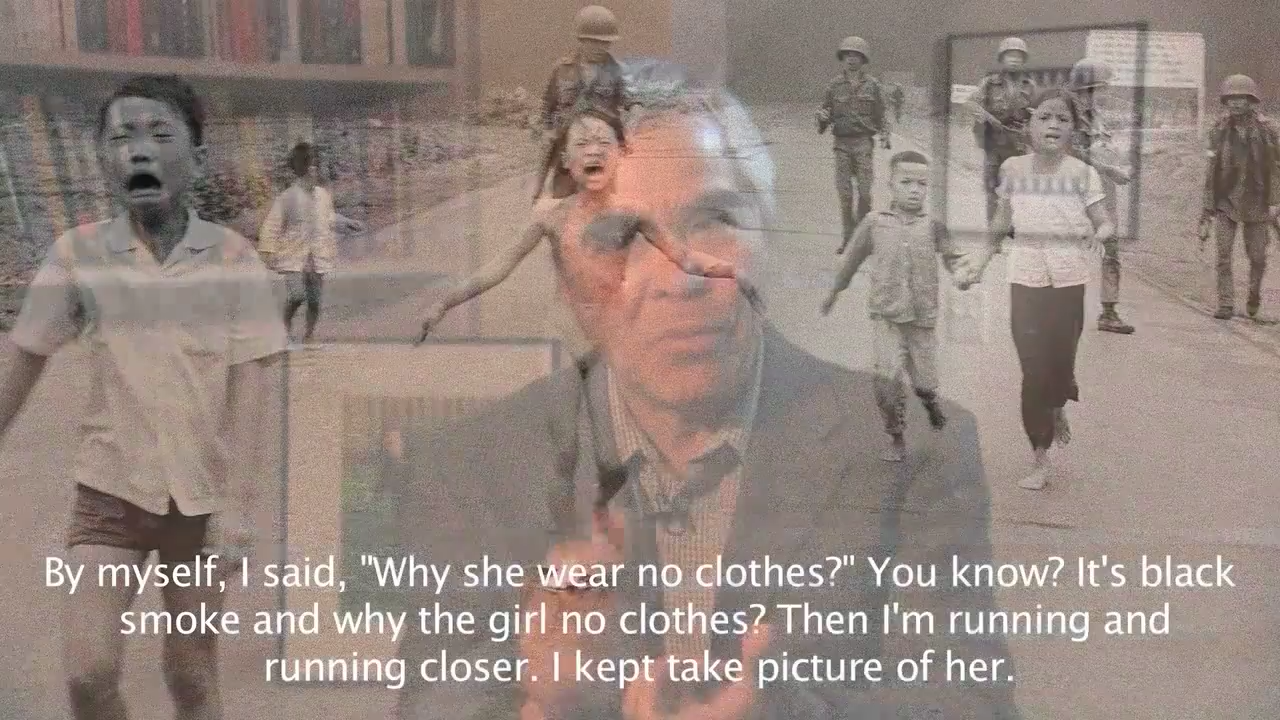 By myself, I said, "Why she wear no clothes?" You know? It's black
smoke and why the girl no clothes? Then I'm running and
running closer. I kept take picture of her.